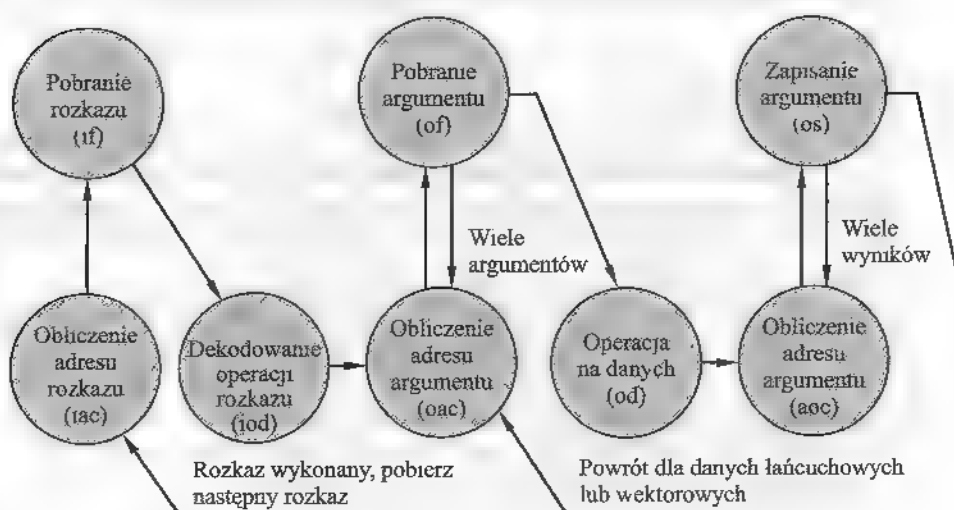 Pobranie
rozkazu
(if)
Pobranie
argumentu
(of)
Zapisanie
argumentu
(os)
Wiele
argumentów
Wiele
wyników
Obliczenie
adresu
rozkazu
(iac)
Dekodowanie
operacji
rozkazu
(iod)
Obliczenie
adresu
argumentu
(oac)
Operacja
na danych
(od)
Obliczenie
adresu
argumentu
(aoc)
Rozkaz wykonany, pobierz
następny rozkaz
Powrót dla danych łańcuchowych
lub wektorowych